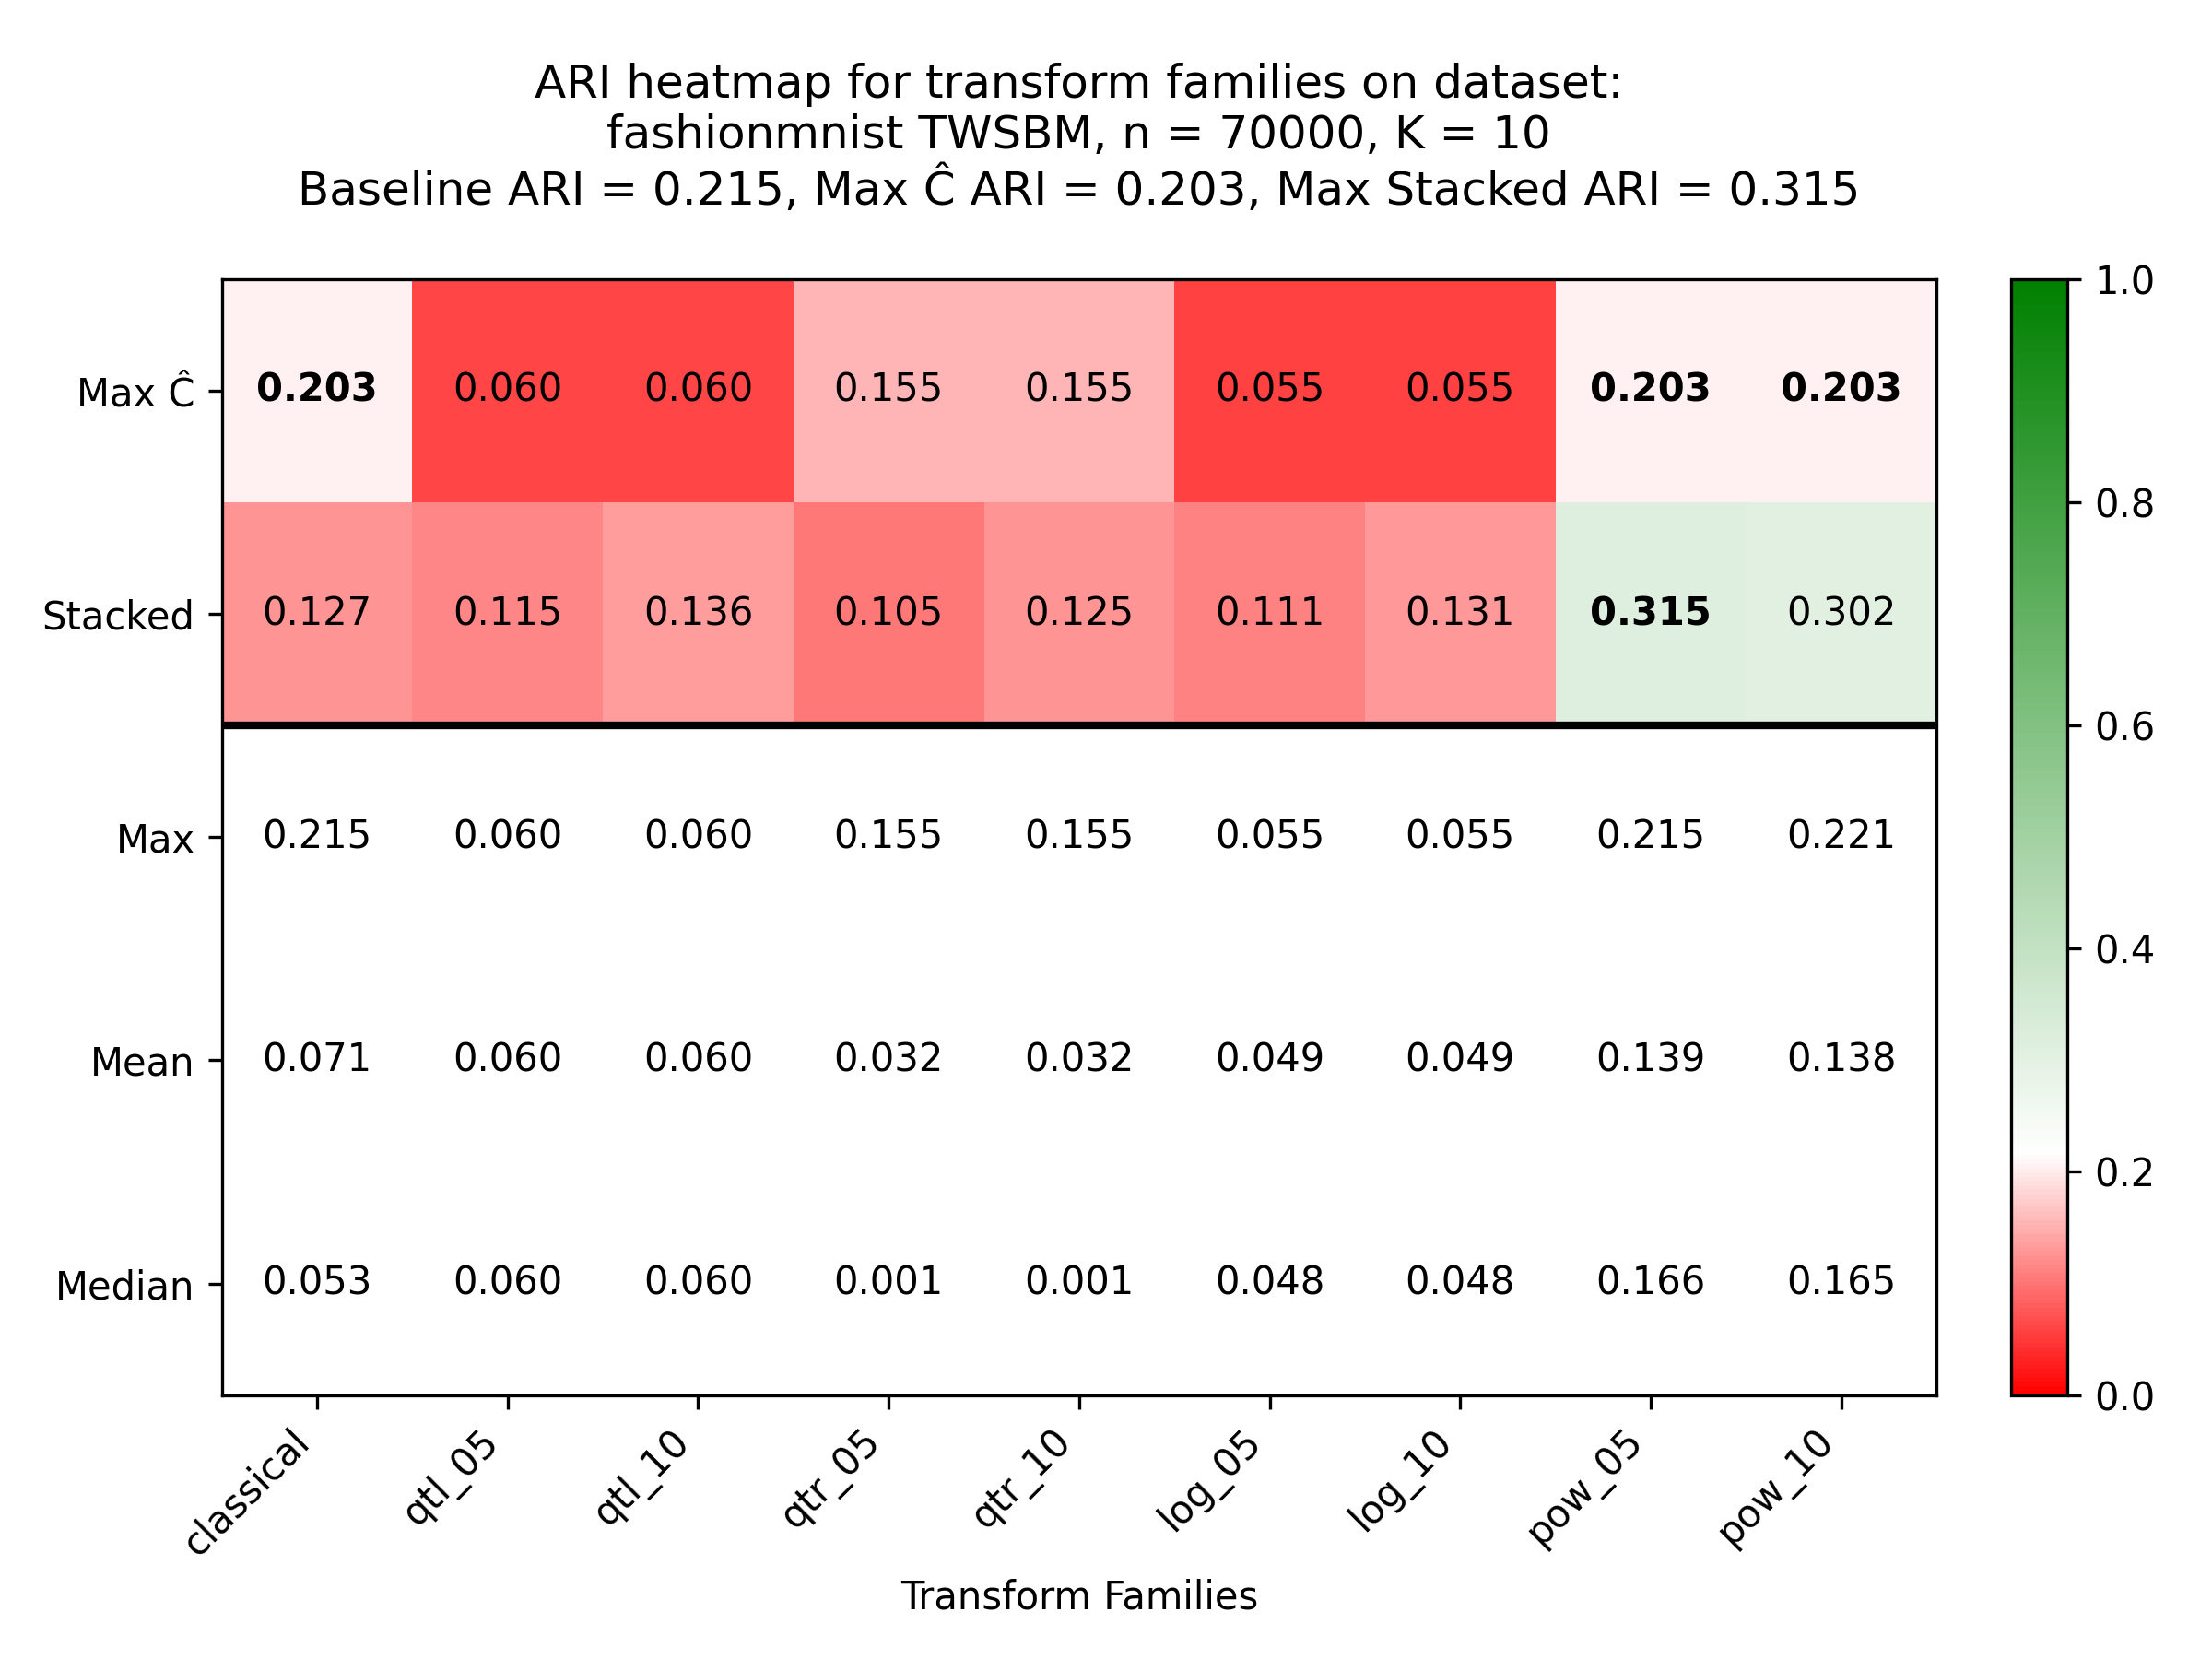 ARI heatmap for transform families on dataset:
fashionmnist TWSBM, n = 70000, K = 10
Baseline ARI = 0.215, Max Ĉ ARI = 0.203, Max Stacked ARI = 0.315
Max Ĉ 0.203 0.060 0.060 0.155 0.155 0.055 0.055 0.203 0.203
Stacked 0.127 0.115 0.136 0.105 0.125 0.111 0.131 0.315 0.302
Max 0.215 0.060 0.060 0.155 0.155 0.055 0.055 0.215 0.221
Mean 0.071 0.060 0.060 0.032 0.032 0.049 0.049 0.139 0.138
Median 0.053 0.060 0.060 0.001 0.001 0.048 0.048 0.166 0.165
classical qtl_05 qtl_10 qtr_05 qtr_10 log_05 log_10 pow_05 pow_10
Transform Families
1.0
0.8
0.6
0.4
0.2
0.0